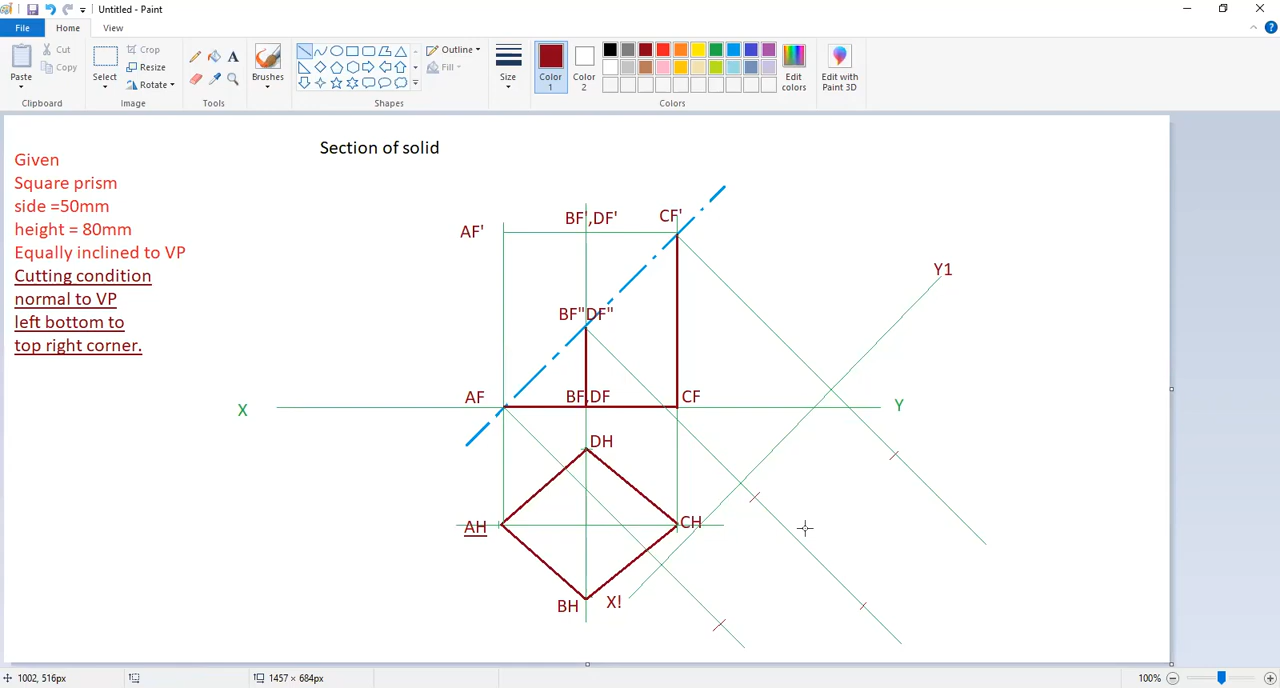 Untitled - Paint
File
Home
View
Paste
Cut
Copy
Clipboard
Select
Crop
Resize
Rotate
Image
Tools
Brushes
Shapes
Outline
Fill
Size
Color 1
Color 2
Edit colors
Colors
Edit with Paint 3D
Section of solid
Given
Square prism
side =50mm
height = 80mm
Equally inclined to VP
Cutting condition
normal to VP
left bottom to
top right corner.
AF'
BF',DF'
CF'
Y1
BF"DF"
AF
BF,DF
CF
X
Y
DH
AH
CH
BH
X!
1002, 516px
1457 × 684px
100%